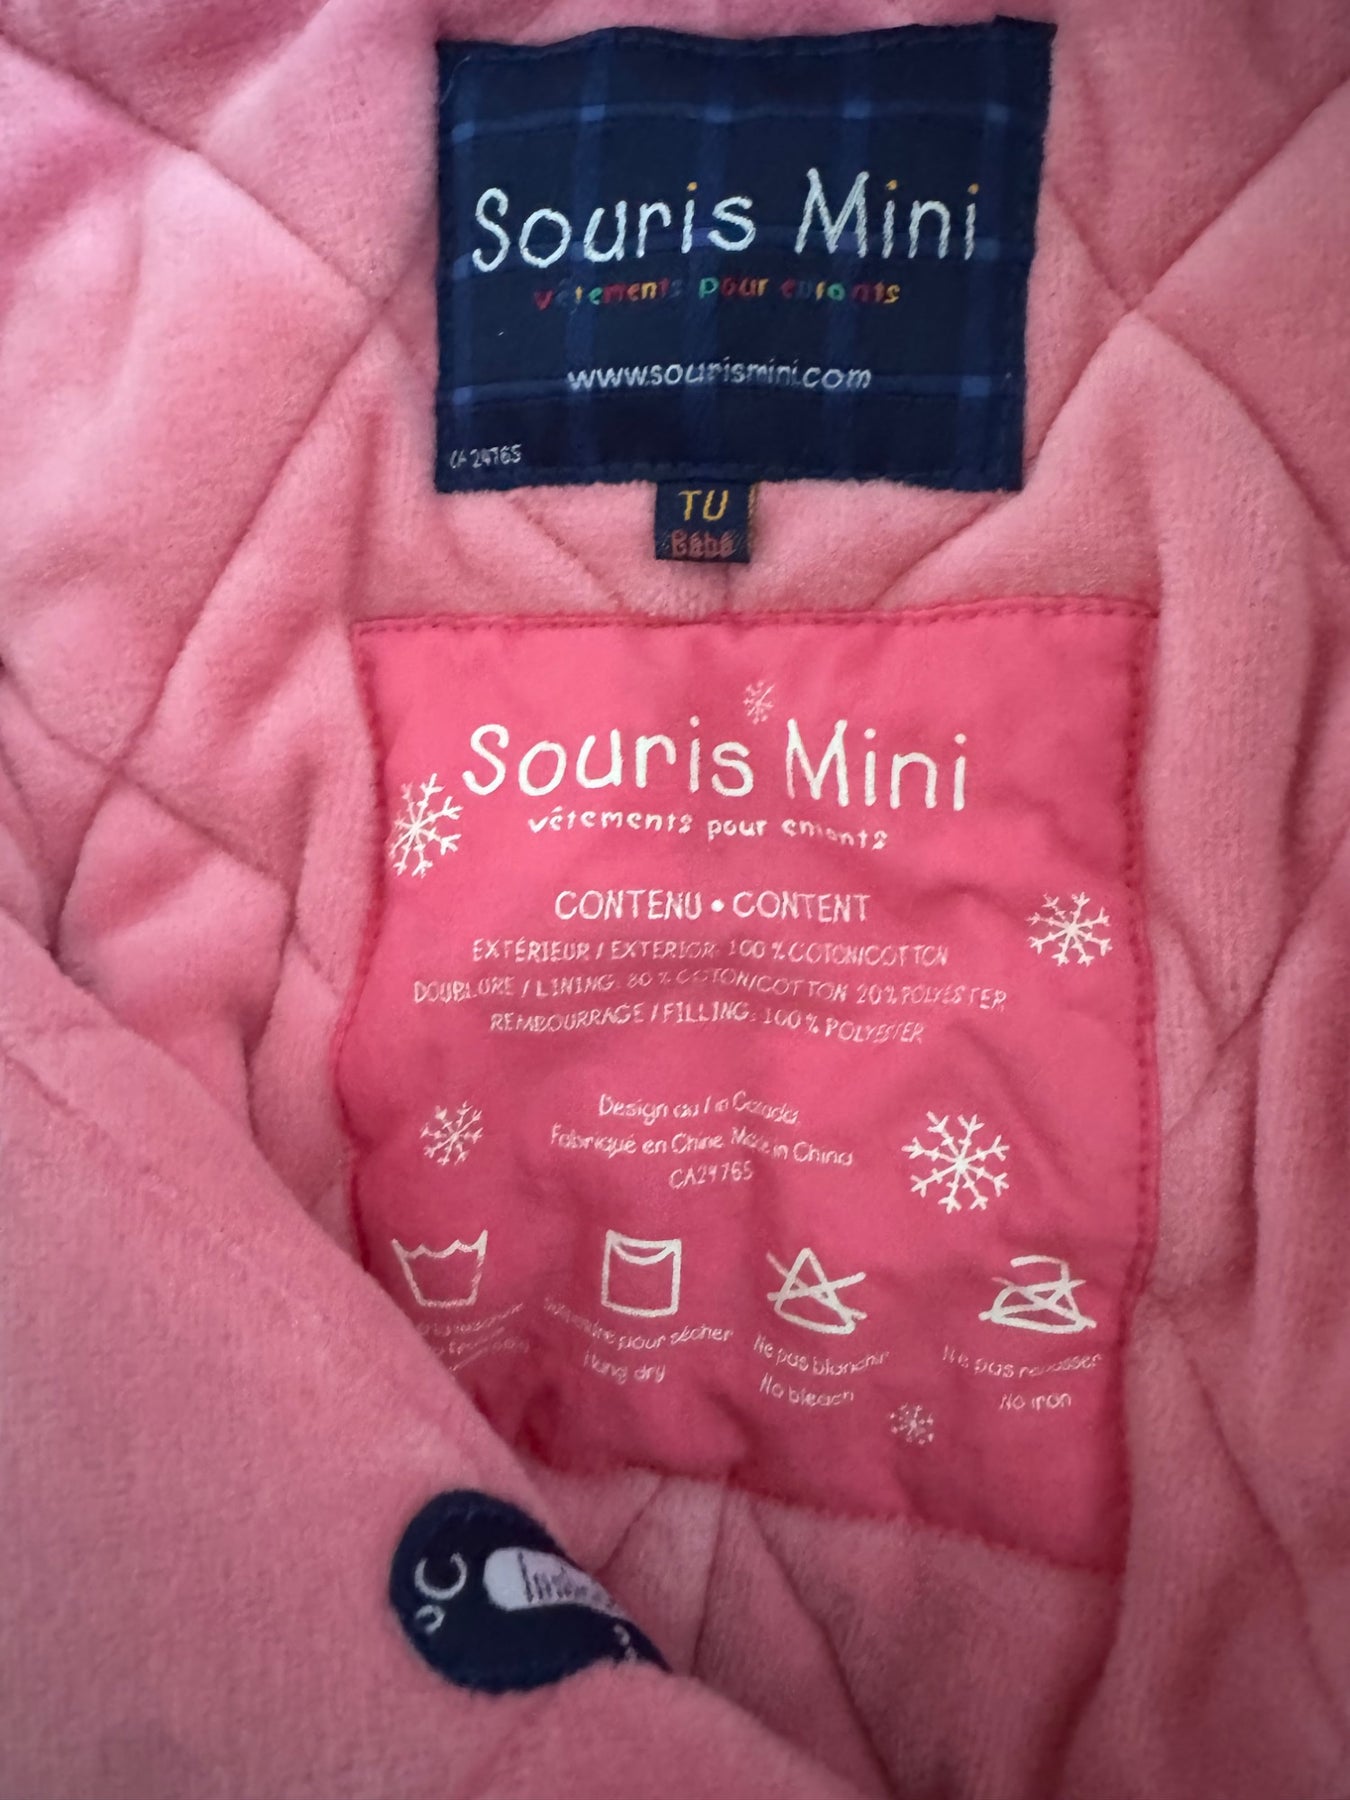 Souris Mini
vêtements pour enfants
www.sourismini.com
CA 24765
TU
Bébé
Souris Mini
vêtements pour enfants
CONTENU • CONTENT
EXTÉRIEUR / EXTERIOR: 100 % COTON/COTTON
DOUBLURE / LINING: 80 % COTON/COTTON 20% POLYESTER
REMBOURRAGE / FILLING: 100 % POLYESTER
Design au / in Canada
Fabriqué en Chine Made in China
CA24765
pour sécher
Hang dry
Ne pas blanchir
No bleach
Ne pas repasser
No iron